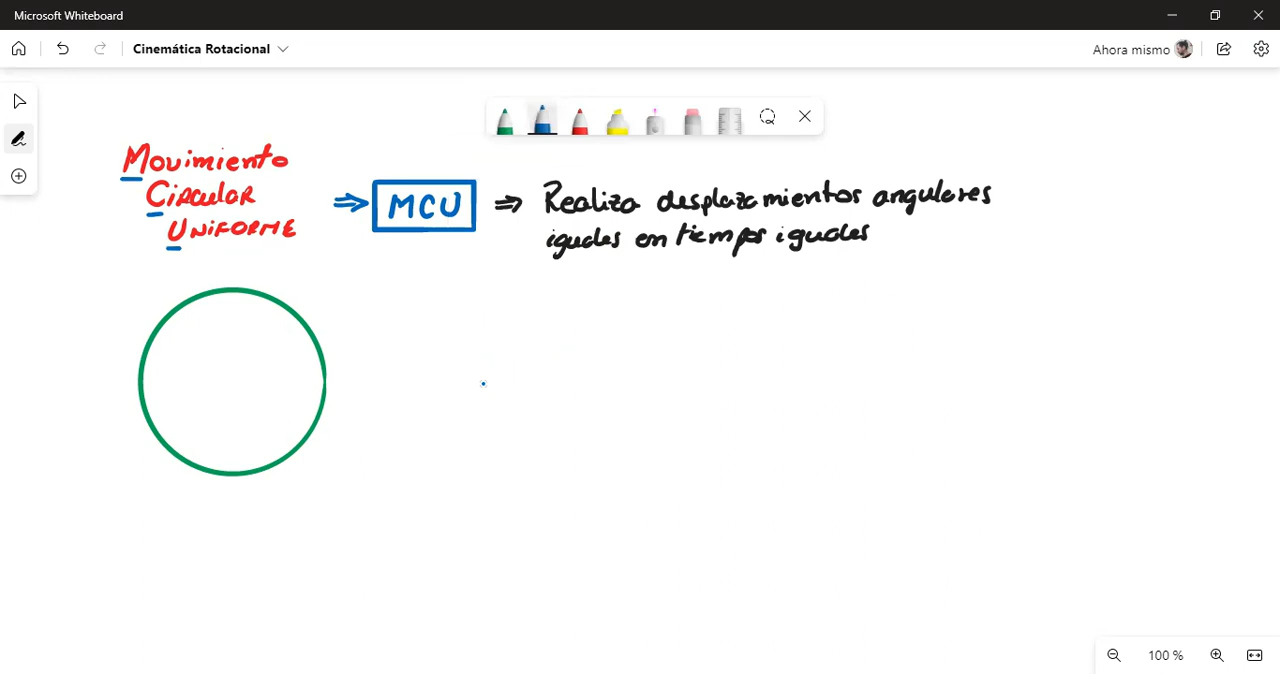 Microsoft Whiteboard
Cinemática Rotacional
Ahora mismo
Movimiento
Circular
UNIFORME
⇒ MCU ⇒ Realiza desplazamientos angulares
iguales en tiempos iguales
100 %